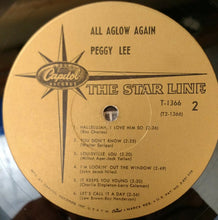 ALL AGLOW AGAIN
PEGGY LEE
Capitol
RECORDS
THE STAR LINE
T-1366
(T2-1366)
2
1. HALLELUJAH, I LOVE HIM SO (2:26)
(Ray Charles)
2. YOU DON'T KNOW (2:29)
(Walter Spriggs)
3. LOUISVILLE LOU (2:20)
(Milton Ager-Jack Yellen)
4. I'M LOOKIN' OUT THE WINDOW (2:49)
(John Jacob Niles)
5. IT KEEPS YOU YOUNG (2:20)
(Charlie Singleton-Larry Coleman)
6. LET'S CALL IT A DAY (2:56)
(Lew Brown-Ray Henderson)